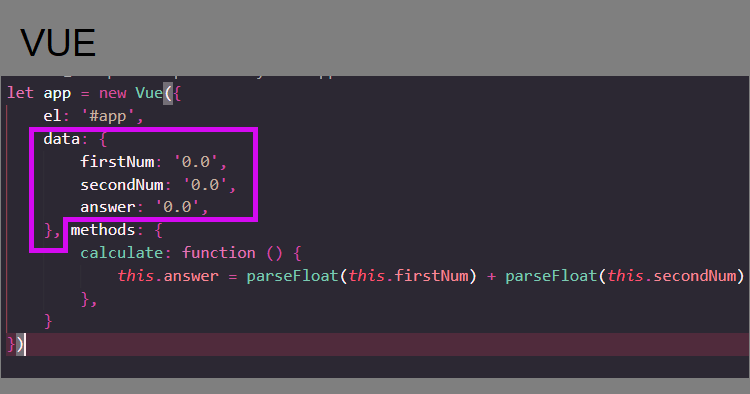 VUE
let app = new Vue({
el: '#app',
data: {
firstNum: '0.0',
secondNum: '0.0',
answer: '0.0',
}, methods: {
calculate: function () {
this.answer = parseFloat(this.firstNum) + parseFloat(this.secondNum)
},
}
})